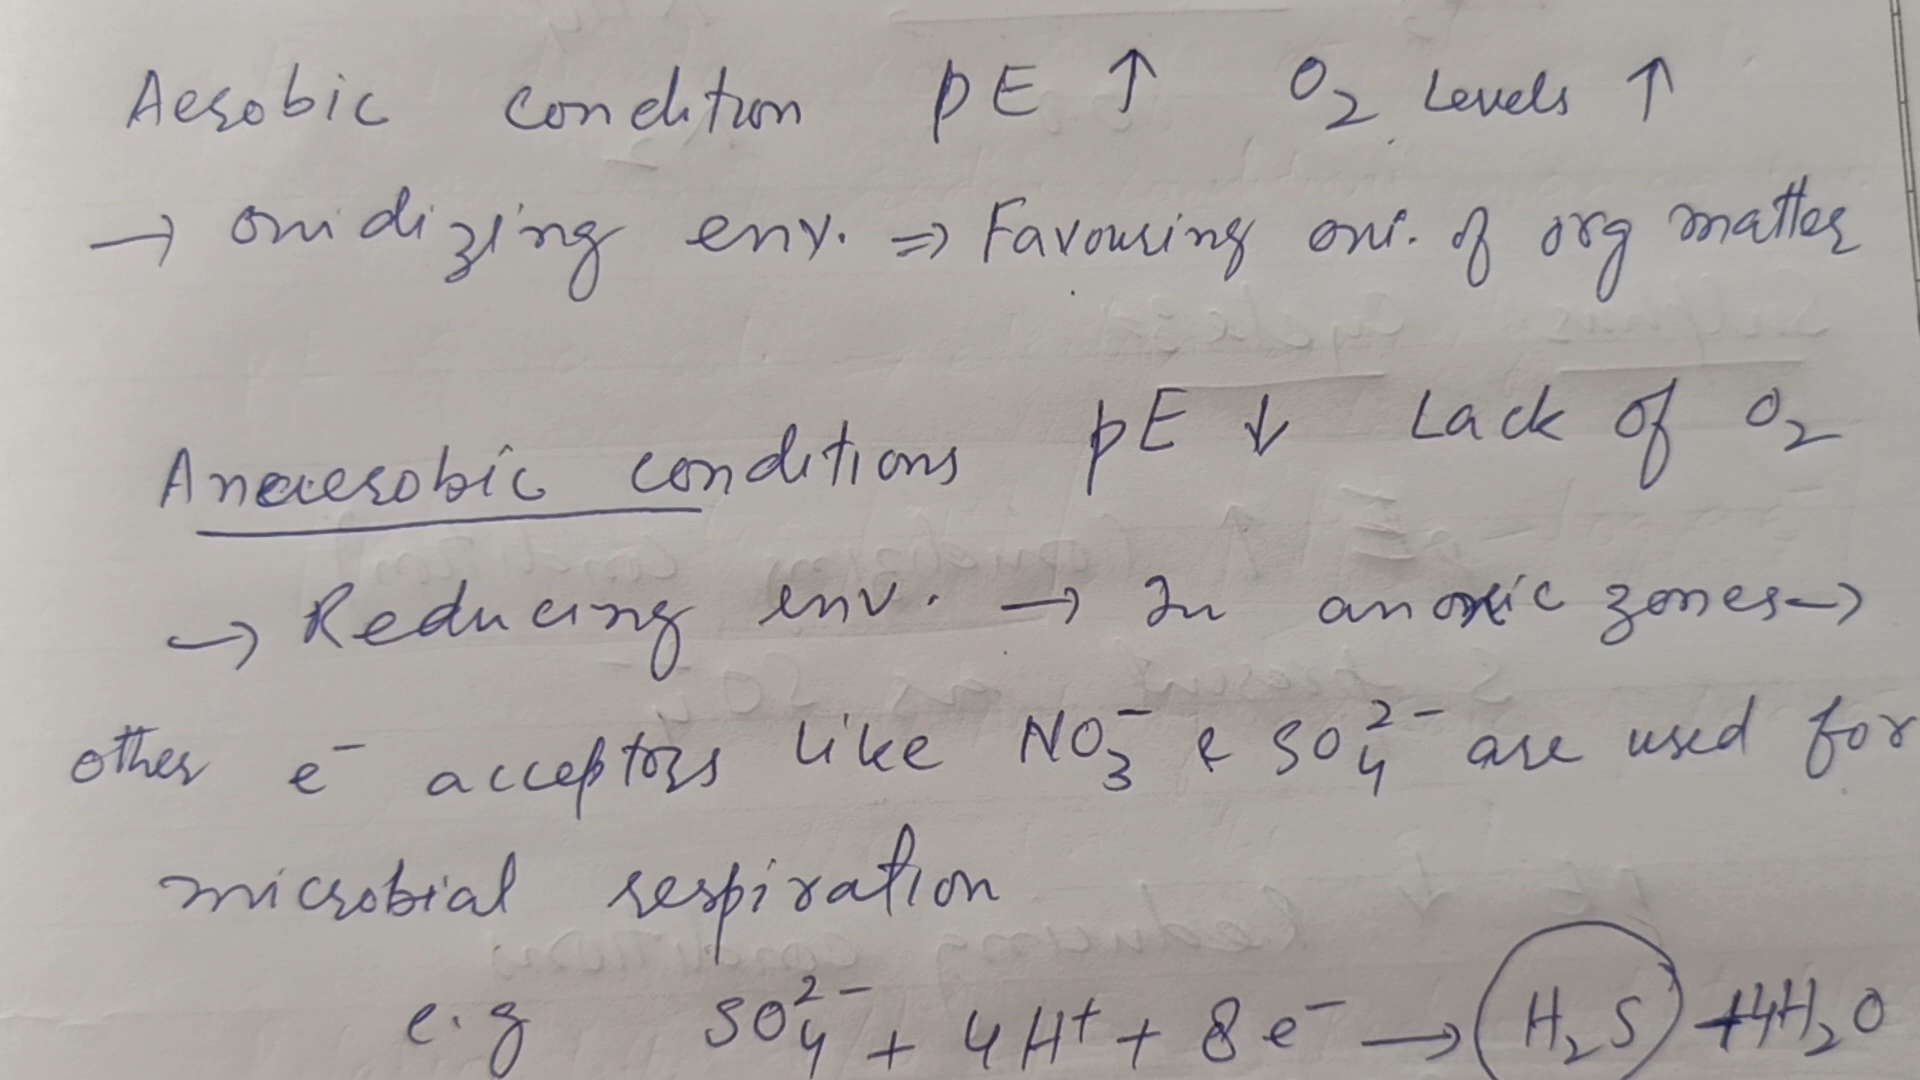 Aerobic condition pE ↑ O₂ Levels ↑
→ oxidizing env. ⇒ Favouring oxi. of org matter
Anaerobic conditions pE ↓ Lack of O₂
→ Reducing env. → In anoxic zones →
other e⁻ acceptors like NO₃⁻ & SO₄²⁻ are used for
microbial respiration
e.g SO₄²⁻ + 4H⁺ + 8e⁻ → H₂S + 4H₂O